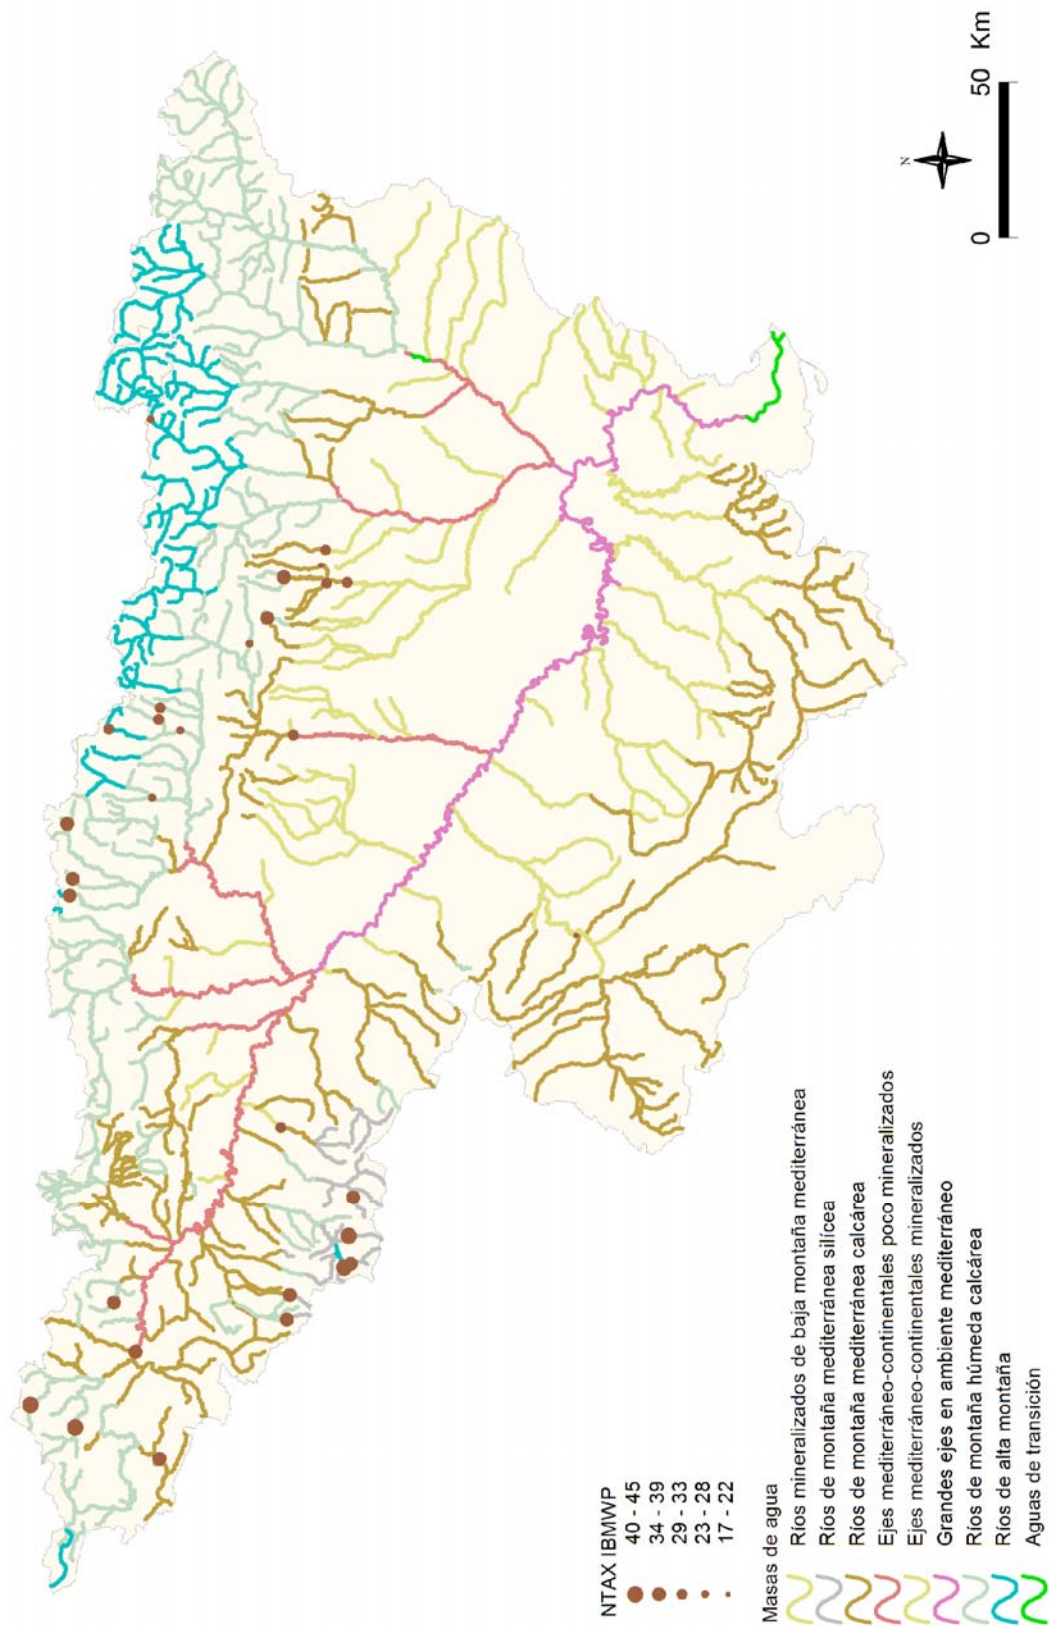 N
0 50 Km
NTAX IBMWP
40 - 45
34 - 39
29 - 33
23 - 28
17 - 22
Masas de agua
Ríos mineralizados de baja montaña mediterránea
Ríos de montaña mediterránea silícea
Ríos de montaña mediterránea calcárea
Ejes mediterráneo-continentales poco mineralizados
Ejes mediterráneo-continentales mineralizados
Grandes ejes en ambiente mediterráneo
Ríos de montaña húmeda calcárea
Ríos de alta montaña
Aguas de transición